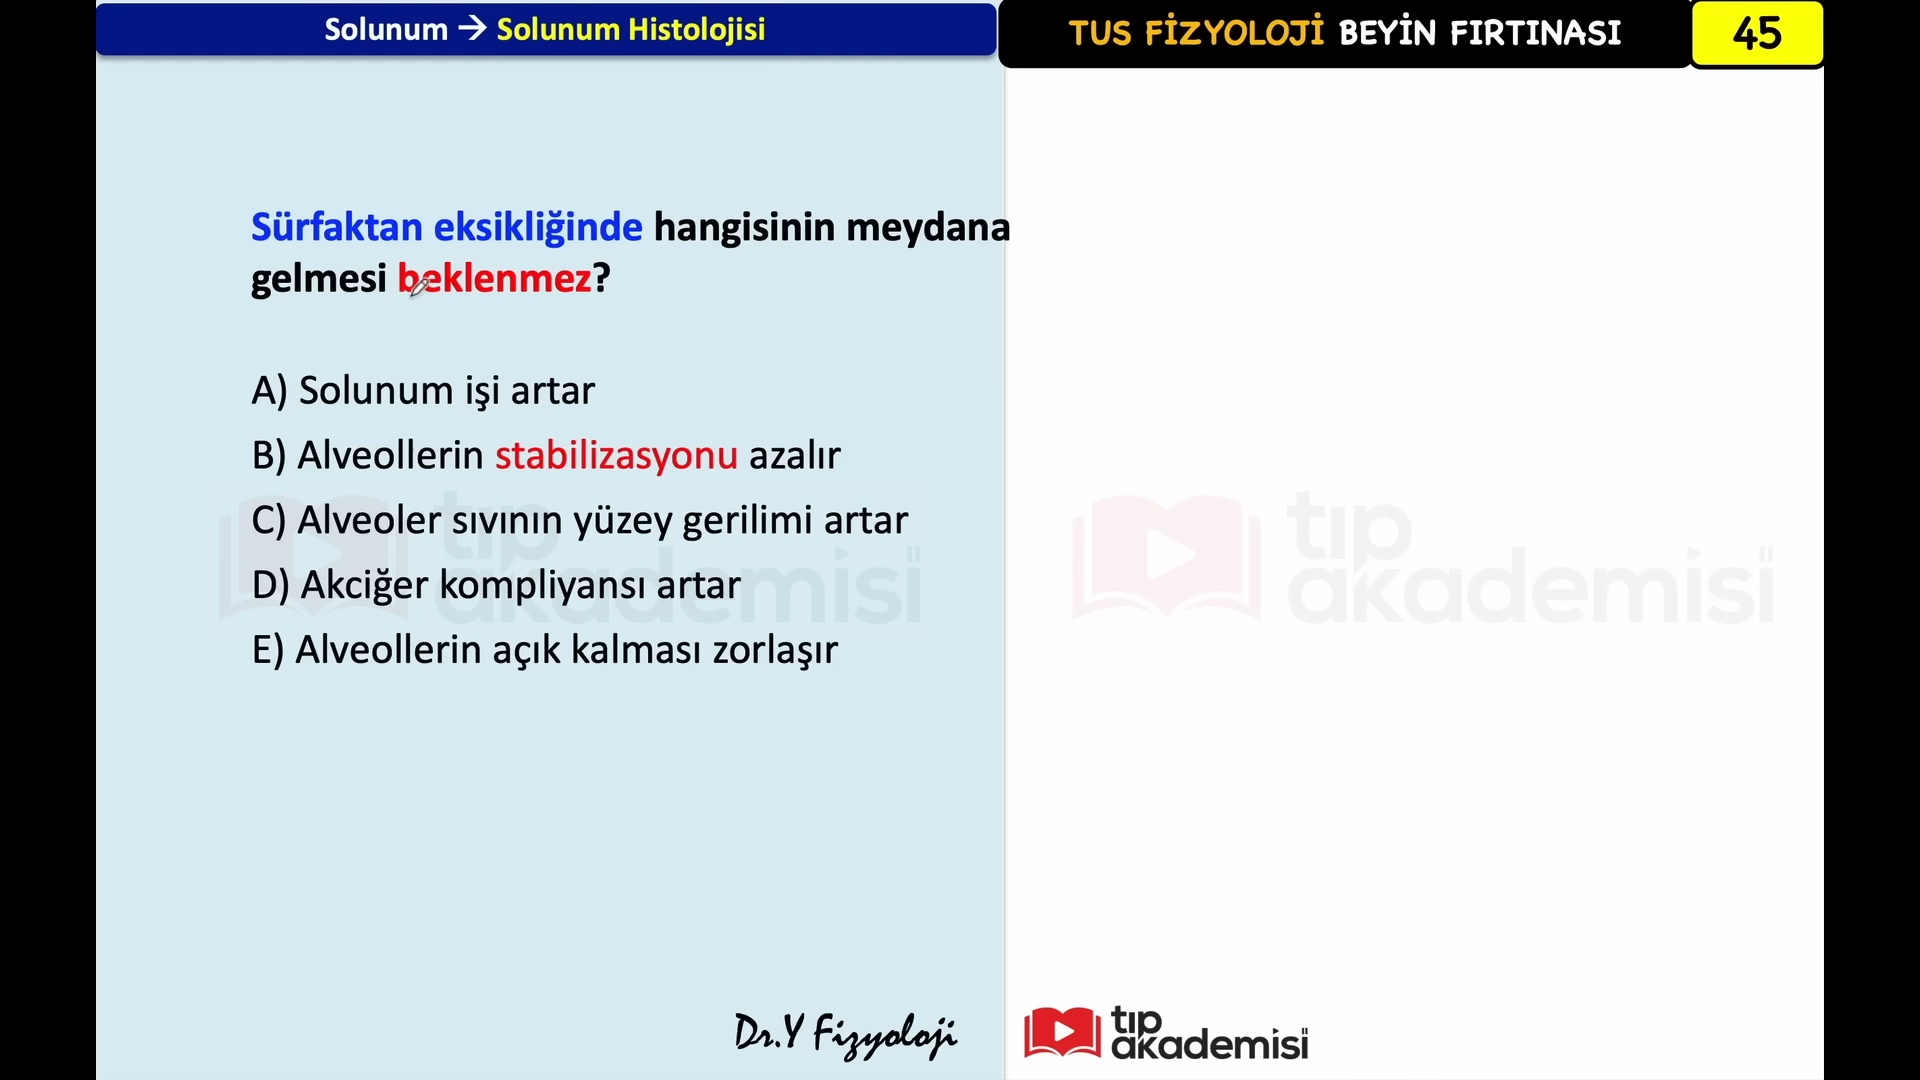 Solunum → Solunum Histolojisi
TUS FİZYOLOJİ BEYİN FIRTINASI
45
Sürfaktan eksikliğinde hangisinin meydana
gelmesi beklenmez?
A) Solunum işi artar
B) Alveollerin stabilizasyonu azalır
C) Alveoler sıvının yüzey gerilimi artar
D) Akciğer kompliyansı artar
E) Alveollerin açık kalması zorlaşır
tıp
akademisi
tıp
akademisi
Dr.Y Fizyoloji
tıp
akademisi